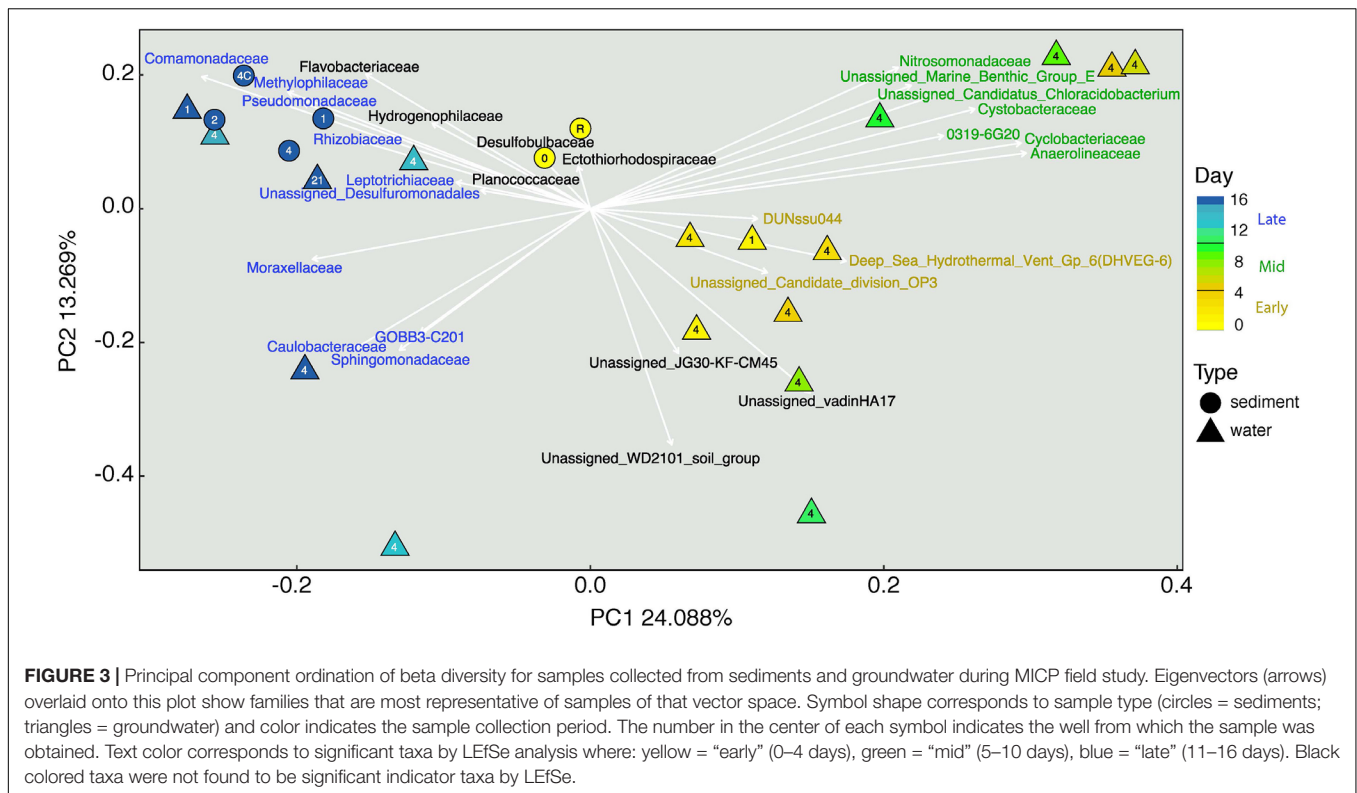 Comamonadaceae
4C
Methylophilaceae
Flavobacteriaceae
Pseudomonadaceae
1
2
4
1
Hydrogenophilaceae
Rhizobiaceae
4
4
R
Desulfobulbaceae
0
Ectothiorhodospiraceae
Planococcaceae
21
Leptotrichiaceae
Unassigned_Desulfuromonadales
Nitrosomonadaceae
4
4
4
Unassigned_Marine_Benthic_Group_E
Unassigned_Candidatus_Chloracidobacterium
4
Cystobacteraceae
0319-6G20
Cyclobacteriaceae
Anaerolineaceae
DUNssu044
4
1
4
Moraxellaceae
Deep_Sea_Hydrothermal_Vent_Gp_6(DHVEG-6)
Unassigned_Candidate_division_OP3
4
4
GOBB3-C201
Caulobacteraceae
Sphingomonadaceae
4
Unassigned_JG30-KF-CM45
4
Unassigned_vadinHA17
Unassigned_WD2101_soil_group
4
4
0.2
0.0
-0.2
-0.4
PC2 13.269%
-0.2
0.0
0.2
0.4
PC1 24.088%
Day
16
Late
12
8
Mid
4
Early
0
Type
sediment
water
FIGURE 3 | Principal component ordination of beta diversity for samples collected from sediments and groundwater during MICP field study. Eigenvectors (arrows)
overlaid onto this plot show families that are most representative of samples of that vector space. Symbol shape corresponds to sample type (circles = sediments;
triangles = groundwater) and color indicates the sample collection period. The number in the center of each symbol indicates the well from which the sample was
obtained. Text color corresponds to significant taxa by LEfSe analysis where: yellow = “early” (0–4 days), green = “mid” (5–10 days), blue = “late” (11–16 days). Black
colored taxa were not found to be significant indicator taxa by LEfSe.